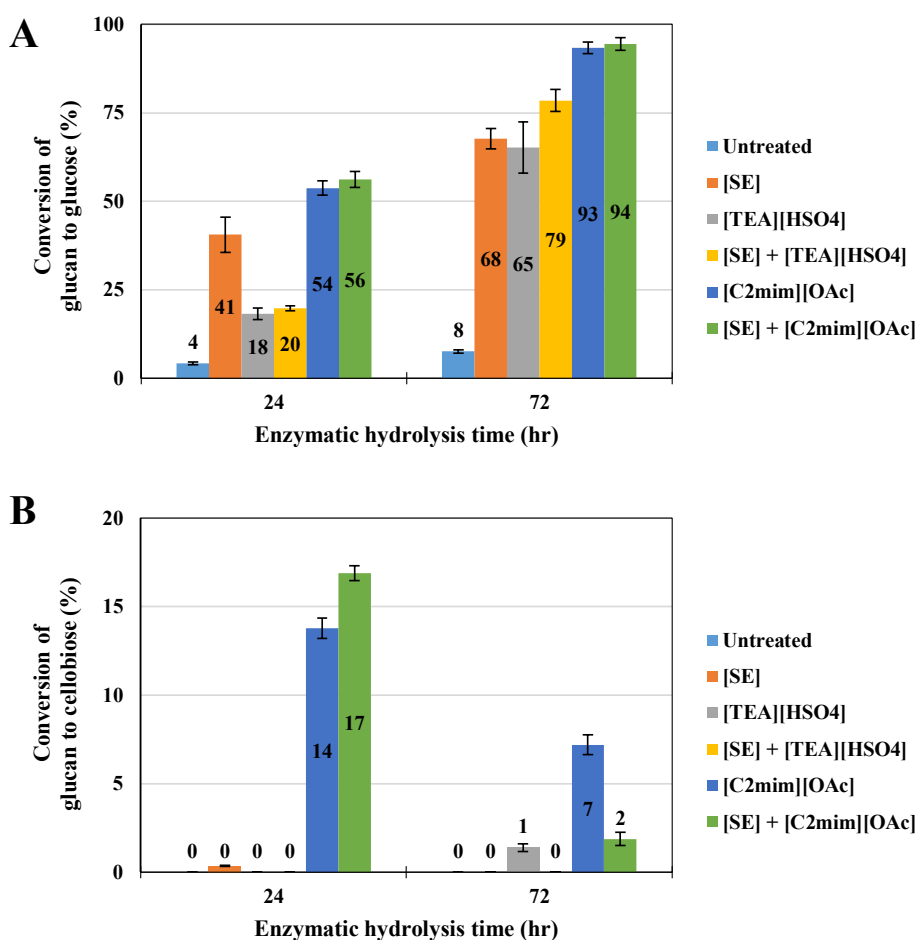 A
Conversion of
glucan to glucose (%)
100
75
50
25
0
4
41
18
20
54
56
8
68
65
79
93
94
24
72
Enzymatic hydrolysis time (hr)
Untreated
[SE]
[TEA][HSO4]
[SE] + [TEA][HSO4]
[C2mim][OAc]
[SE] + [C2mim][OAc]
B
Conversion of
glucan to cellobiose (%)
20
15
10
5
0
0
0
0
0
14
17
0
0
1
0
7
2
24
72
Enzymatic hydrolysis time (hr)
Untreated
[SE]
[TEA][HSO4]
[SE] + [TEA][HSO4]
[C2mim][OAc]
[SE] + [C2mim][OAc]